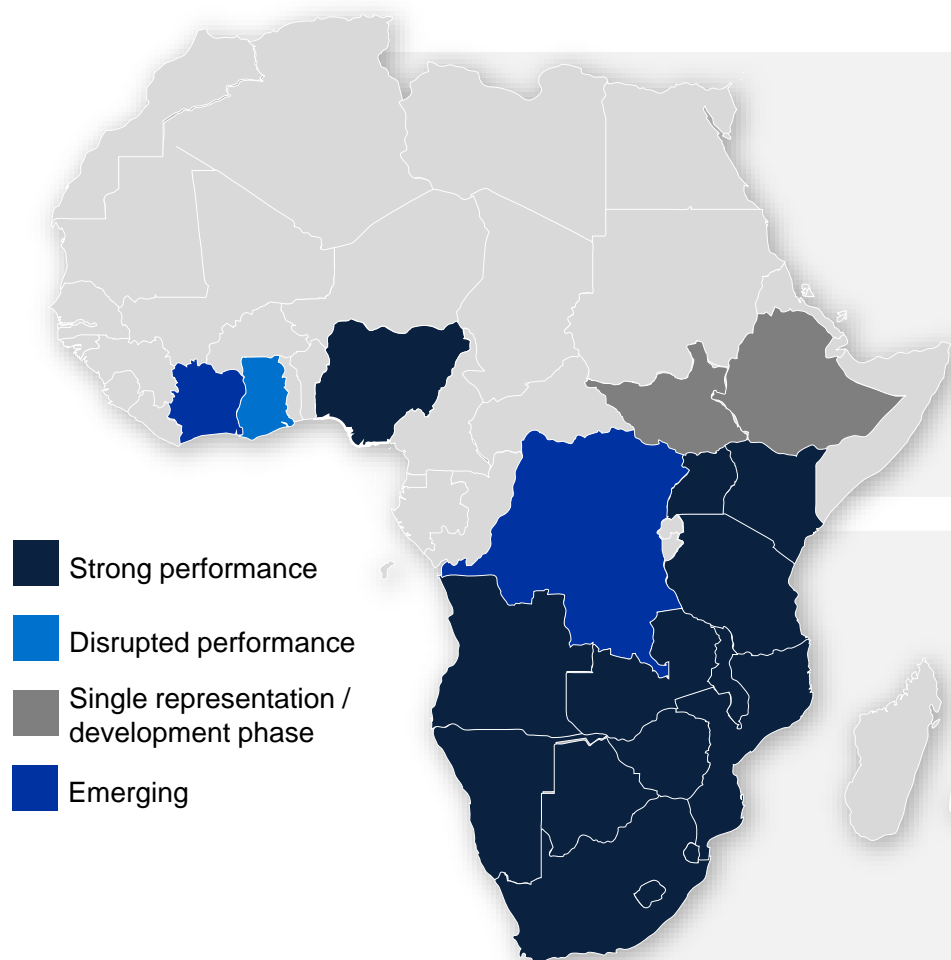 Strong performance
Disrupted performance
Single representation /
development phase
Emerging